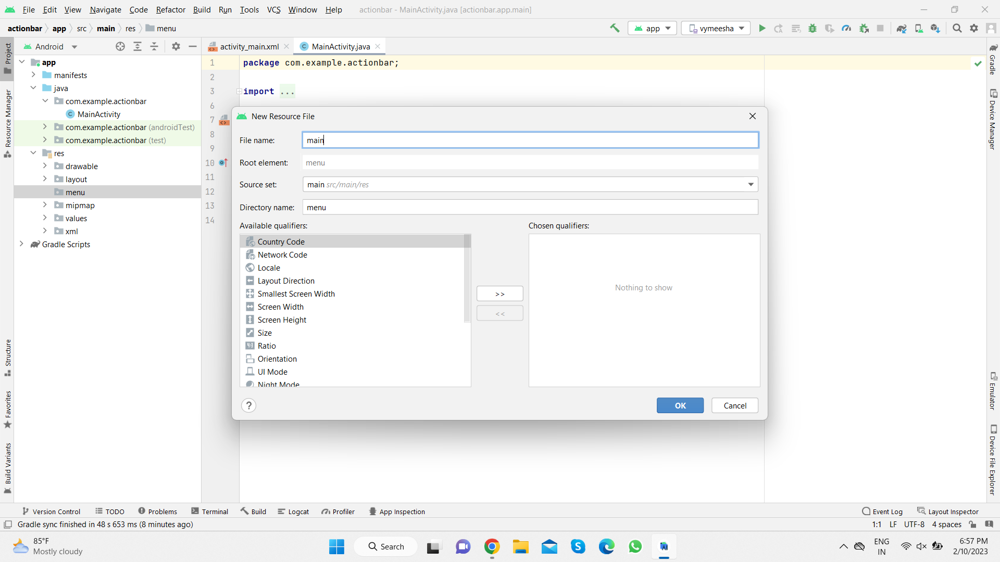 File Edit View Navigate Code Refactor Build Run Tools VCS Window Help actionbar - MainActivity.java [actionbar.app.main]
actionbar app src main res menu app vymeesha
Project
Resource Manager
Structure
Favorites
Build Variants
Android
app
manifests
java
com.example.actionbar
MainActivity
com.example.actionbar (androidTest)
com.example.actionbar (test)
res
drawable
layout
menu
mipmap
values
xml
Gradle Scripts
activity_main.xml MainActivity.java
1 package com.example.actionbar;
2
3 import ...
6
7
8
9
10
11
12
13
14
New Resource File
File name: main
Root element: menu
Source set: main src/main/res
Directory name: menu
Available qualifiers: Chosen qualifiers:
Country Code
Network Code
Locale
Layout Direction
Smallest Screen Width
Screen Width
Screen Height
Size
Ratio
Orientation
UI Mode
Night Mode
>>
<<
Nothing to show
? OK Cancel
Gradle
Device Manager
Emulator
Device File Explorer
Version Control TODO Problems Terminal Build Logcat Profiler App Inspection Event Log Layout Inspector
Gradle sync finished in 48 s 653 ms (8 minutes ago) 1:1 LF UTF-8 4 spaces
85°F
Mostly cloudy
Search
ENG
IN
6:57 PM
2/10/2023